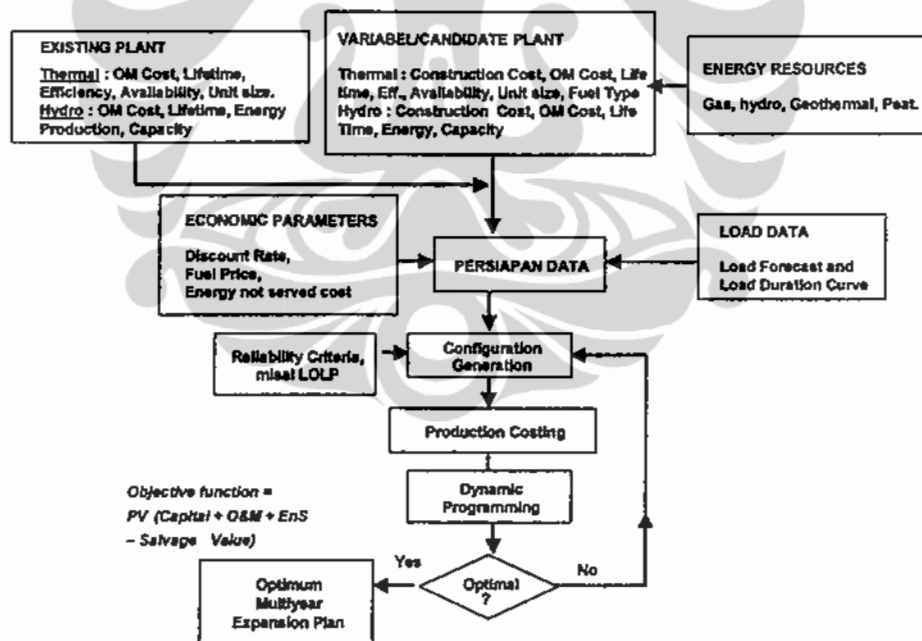 EXISTING PLANT
Thermal : OM Cost, Lifetime,
Efficiency, Availability, Unit size.
Hydro : OM Cost, Lifetime, Energy
Production, Capacity
VARIABEL/CANDIDATE PLANT
Thermal : Construction Cost, OM Cost, Life
time, Eff., Availability, Unit size, Fuel Type
Hydro : Construction Cost, OM Cost, Life
Time, Energy, Capacity
ENERGY RESOURCES
Gas, hydro, Geothermal, Peat.
ECONOMIC PARAMETERS
Discount Rate,
Fuel Price,
Energy not served cost
PERSIAPAN DATA
LOAD DATA
Load Forecast and
Load Duration Curve
Reliability Criteria,
misal LOLP
Configuration
Generation
Production Costing
Dynamic
Programming
Objective function =
PV (Capital + O&M + EnS
– Salvage Value)
Yes
Optimal
?
No
Optimum
Multiyear
Expansion Plan